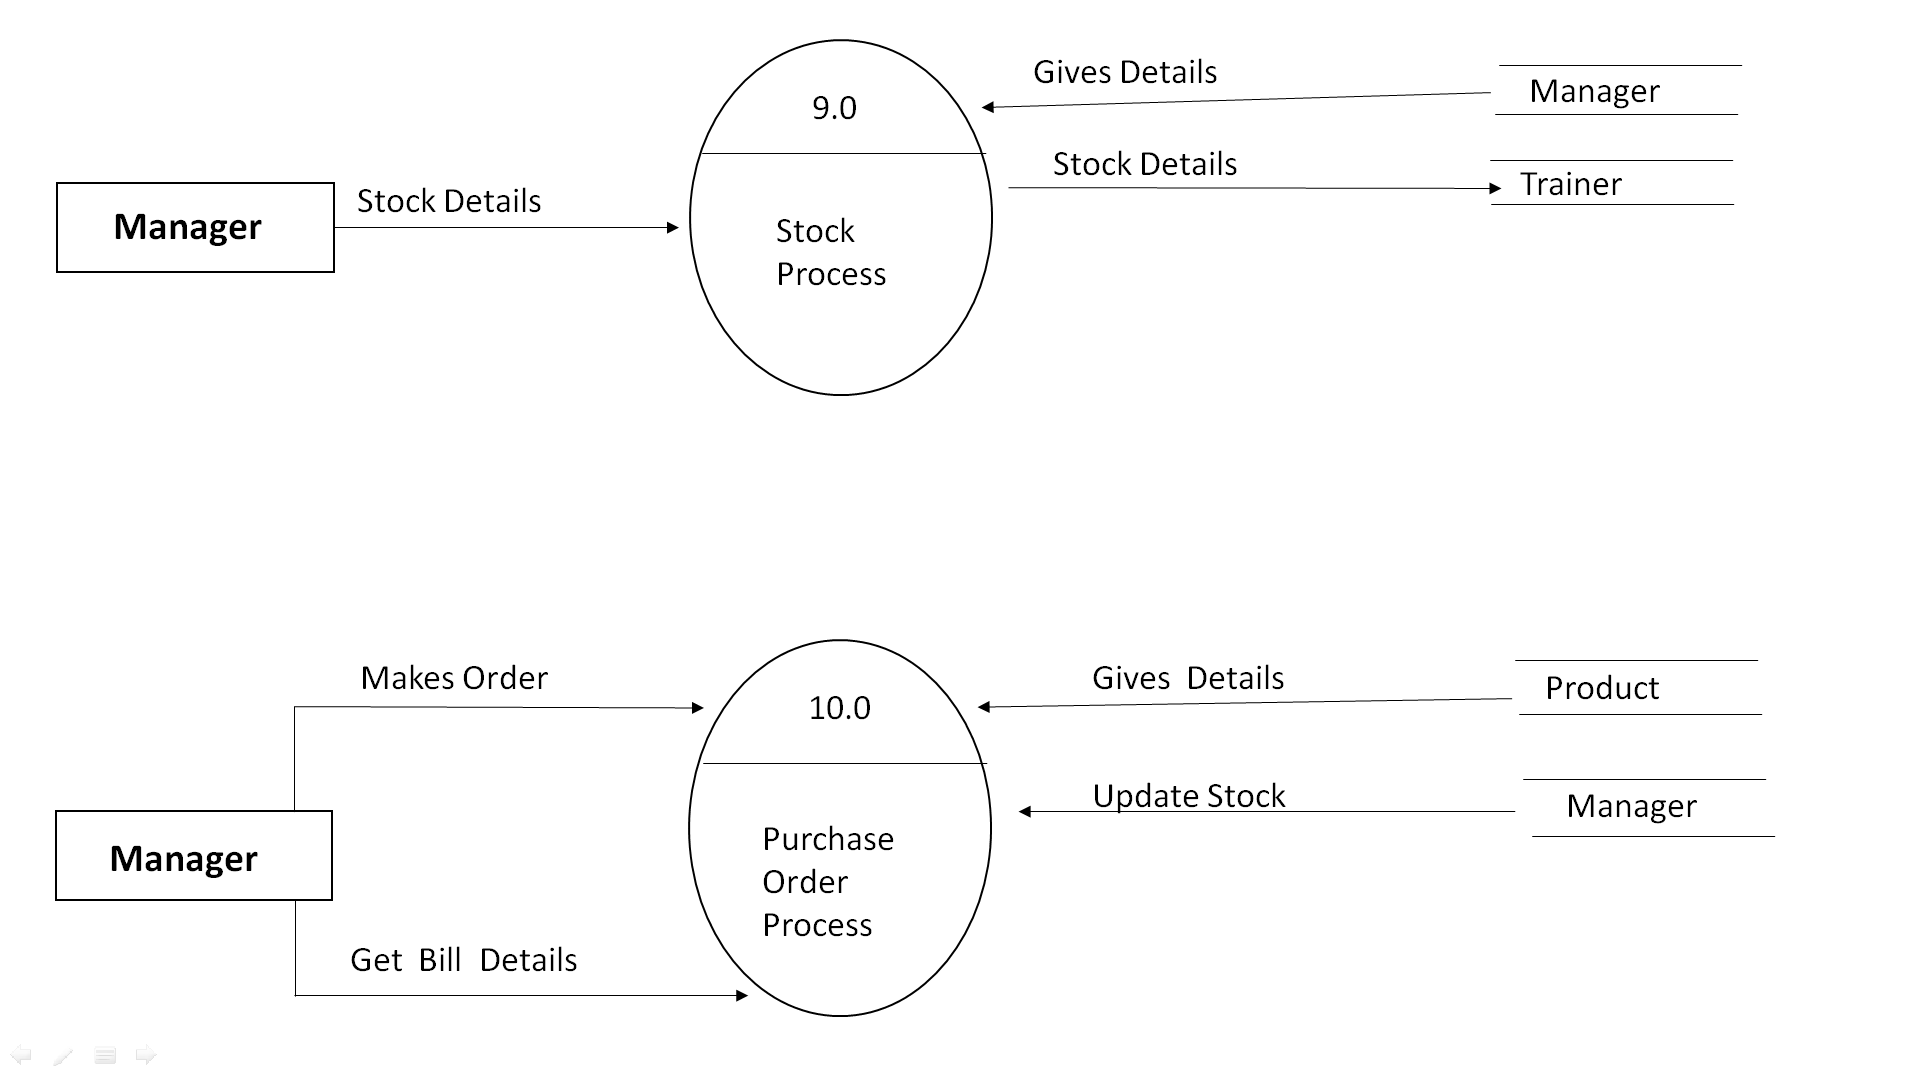 9.0
Gives Details
Manager
Stock Details
Trainer
Manager
Stock Details
Stock
Process
Makes Order
10.0
Gives  Details
Product
Update Stock
Manager
Manager
Purchase
Order
Process
Get  Bill  Details